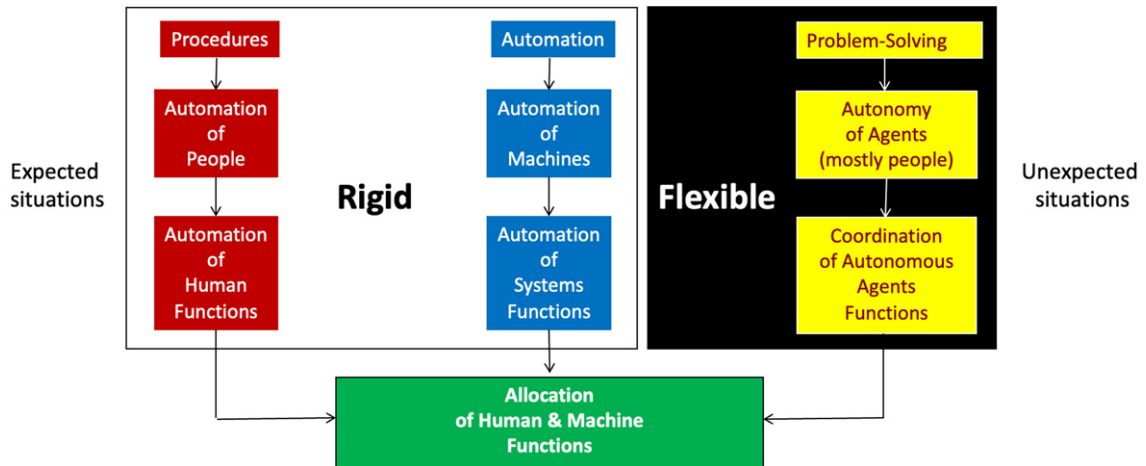 Procedures
Automation
Problem-Solving
Automation
of
People
Automation
of
Machines
Autonomy
of Agents
(mostly people)
Expected
situations
Rigid
Flexible
Unexpected
situations
Automation
of
Human
Functions
Automation
of
Systems
Functions
Coordination
of Autonomous
Agents
Functions
Allocation
of Human & Machine
Functions